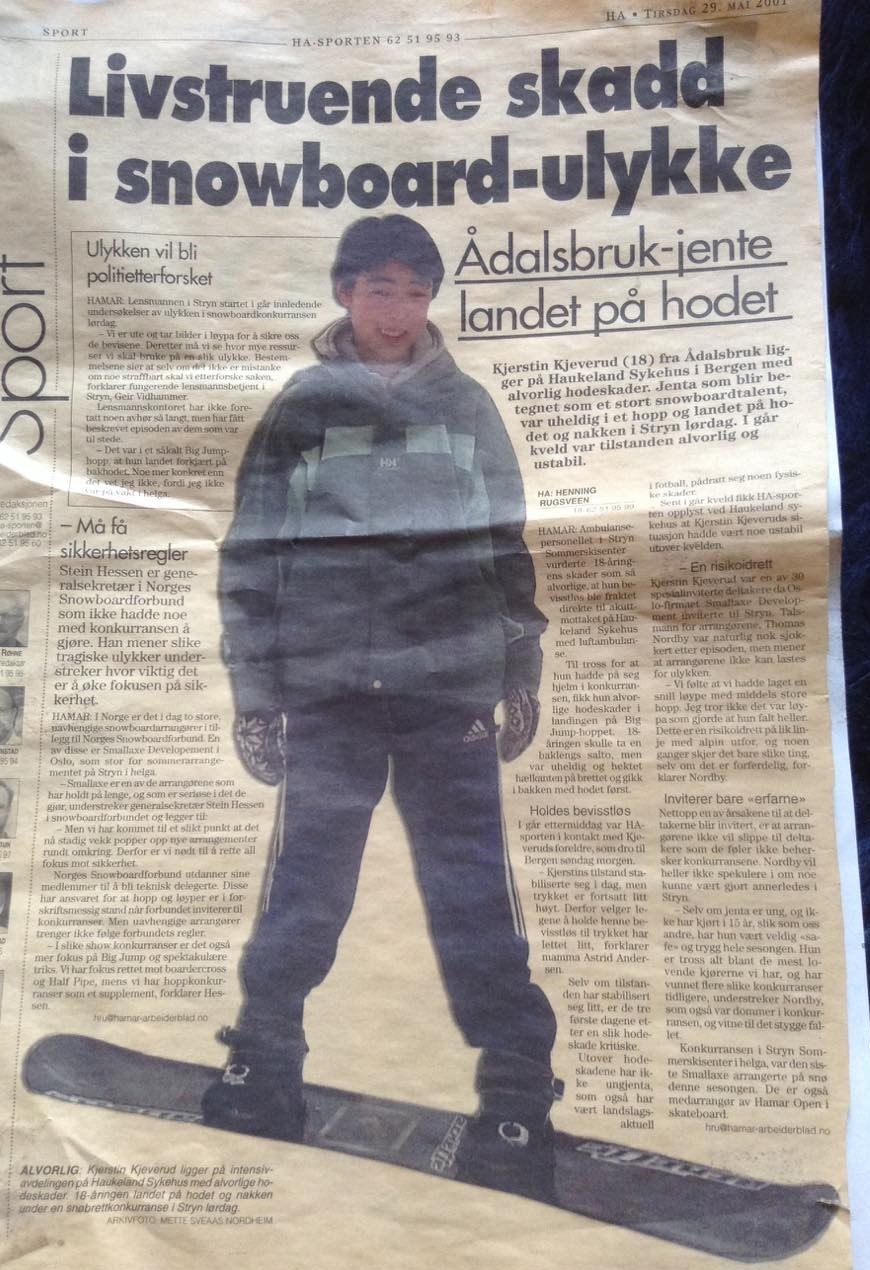 SPORT
HA-SPORTEN 62 51 95 93
HA • TIRSDAG 29. MAI 2001
Livstruende skadd
i snowboard-ulykke
Ådalsbruk-jente
landet på hodet
sport
Ulykken vil bli
politietterforsket
HAMAR: Lensmannen i Stryn startet i går innledende
undersøkelser av ulykken i snowboardkonkurransen
lørdag.
– Vi er ute og tar bilder i løypa for å sikre oss
de bevisene. Deretter må vi se hvor mye ressur-
ser vi skal bruke på en slik ulykke. Bestem-
melsene sier at selv om det ikke er mistanke
om noe straffbart skal vi etterforske saken,
forklarer fungerende lensmannsbetjent i
Stryn, Geir Vidhammer.
Lensmannskontoret har ikke fore-
tatt noen avhør så langt, men har fått
beskrevet episoden av dem som var
til stede.
– Det var i et såkalt Big Jump-
hopp, at hun landet forkjært på
bakhodet. Noe mer konkret enn
det vet jeg ikke, fordi jeg ikke
var på vakt i helga.
– Må få
sikkerhetsregler
Stein Hessen er gene-
ralsekretær i Norges
Snowboardforbund
som ikke hadde noe
med konkurransen å
gjøre. Han mener slike
tragiske ulykker under-
streker hvor viktig det
er å øke fokusen på sik-
kerhet.
HAMAR: I Norge er det i dag to store,
uavhengige snowboardarrangører i til-
legg til Norges Snowboardforbund. En
av disse er Smallaxe Developement i
Oslo, som stor for sommerarrange-
mentet på Stryn i helga.
– Smallaxe er en av de arrangørene som
har holdt på lenge, og som er seriøse i det de
gjør, understreker generalsekretær Stein Hessen
i snowboardforbundet og legger til:
– Men vi har kommet til et slikt punkt at det
nå stadig vekk popper opp nye arrangementer
rundt omkring. Derfor er vi nødt til å rette all
fokus mot sikkerhet.
Norges Snowboardforbund utdanner sine
medlemmer til å bli teknisk delegerte. Disse
har ansvaret for at hopp og løyper er i for-
skriftsmessig stand når forbundet inviterer til
konkurranser. Men uavhengige arrangører
trenger ikke følge forbundets regler.
– I slike show konkurranser er det også
mer fokus på Big Jump og spektakulære
triks. Vi har fokus rettet mot boardercross
og Half Pipe, mens vi har hoppkonkur-
ranser som et supplement, forklarer Hes-
sen.
hru@hamar-arbeiderblad.no
Kjerstin Kjeverud (18) fra Ådalsbruk lig-
ger på Haukeland Sykehus i Bergen med
alvorlig hodeskader. Jenta som blir be-
tegnet som et stort snowboardtalent,
var uheldig i et hopp og landet på ho-
det og nakken i Stryn lørdag. I går
kveld var tilstanden alvorlig og
ustabil.
HA: HENNING
RUGSVEEN
Tlf. 62 51 95 99
HAMAR: Ambulanse-
personellet i Stryn
Sommerskisenter
vurderte 18-årin-
gens skader som så
alvorlige, at hun be-
visstløs ble fraktet
direkte til akutt-
mottaket på Hau-
keland Sykehus
med luftambulan-
se.
Til tross for at
hun hadde på seg
hjelm i konkurran-
sen, fikk hun alvor-
lige hodeskader i
landingen på Big
Jump-hoppet. 18-
åringen skulle ta en
baklengs salto, men
var uheldig og hektet
hælkanten på brettet og gikk
i bakken med hodet først.
Holdes bevisstløs
I går ettermiddag var HA-
sporten i kontakt med Kje-
veruds foreldre, som dro til
Bergen søndag morgen.
– Kjerstins tilstand sta-
biliserte seg i dag, men
trykket er fortsatt litt
høyt. Derfor velger le-
gene å holde henne be-
visstløs til trykket har
lettet litt, forklarer
mamma Astrid Ander-
sen.
Selv om tilstan-
den har stabilisert
seg litt, er de tre
første dagene et-
ter en slik hode-
skade kritiske.
Utover hode-
skadene har ik-
ke ungjenta,
som også har
vært landslags-
aktuell
i fotball, pådratt seg noen fysis-
ke skader.
Sent i går kveld fikk HA-spor-
ten opplyst ved Haukeland sy-
kehus at Kjerstin Kjeveruds si-
tuasjon hadde vært noe ustabil
utover kvelden.
– En risikoidrett
Kjerstin Kjeverud var en av 30
spesialinviterte deltakere da Os-
lo-firmaet Smallaxe Develop-
ment inviterte til Stryn. Tals-
mann for arrangørene, Thomas
Nordby var naturlig nok sjok-
kert etter episoden, men mener
at arrangørene ikke kan lastes
for ulykken.
– Vi følte at vi hadde laget en
snill løype med middels store
hopp. Jeg tror ikke det var løy-
pa som gjorde at hun falt heller.
Dette er en risikoidrett på lik lin-
je med alpin utfor, og noen
ganger skjer det bare slike ting,
selv om det er forferdelig, for-
klarer Nordby.
Inviterer bare «erfarne»
Nettopp en av årsakene til at del-
takerne blir invitert, er at arran-
gørene ikke vil slippe til delta-
kere som de føler ikke beher-
sker konkurransene. Nordby vil
heller ikke spekulere i om noe
kunne vært gjort annerledes i
Stryn.
– Selv om jenta er ung, og ik-
ke har kjørt i 15 år, slik som oss
andre, har hun vært veldig «sa-
fe» og trygg hele sesongen. Hun
er tross alt blant de mest lo-
vende kjørerne vi har, og har
vunnet flere slike konkurranser
tidligere, understreker Nordby,
som også var dommer i konkur-
ransen, og vitne til det stygge fal-
let.
Konkurransen i Stryn Som-
merskisenter i helga, var den sis-
te Smallaxe arrangerte på snø
denne sesongen. De er også
medarrangør av Hamar Open i
skateboard.
hru@hamar-arbeiderblad.no
HH
adidas
ALVORLIG: Kjerstin Kjeverud ligger på intensiv-
avdelingen på Haukeland Sykehus med alvorlige ho-
deskader. 18-åringen landet på hodet og nakken
under en snøbrettkonkurranse i Stryn lørdag.
ARKIVFOTO: METTE SVEAAS NORDHEIM